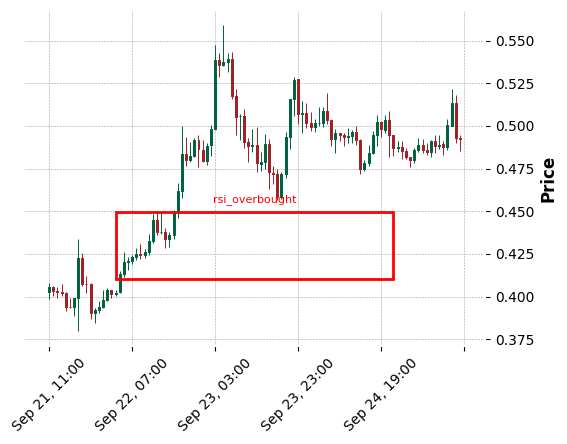 0.550
0.525
0.500
0.475
0.450
0.425
0.400
0.375
Price
rsi_overbought
Sep 21, 11:00
Sep 22, 07:00
Sep 23, 03:00
Sep 23, 23:00
Sep 24, 19:00